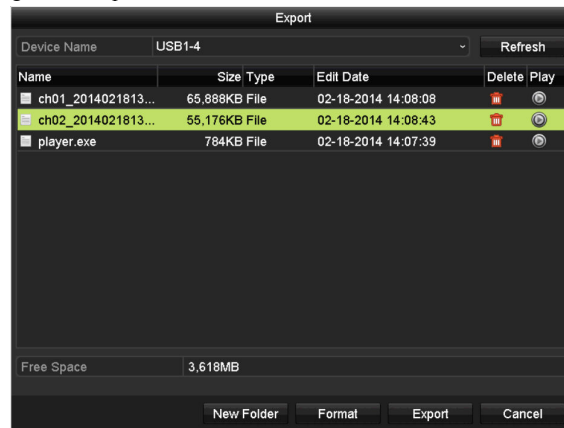 Export
Device Name USB1-4 Refresh
Name Size Type Edit Date Delete Play
ch01_2014021813... 65,888KB File 02-18-2014 14:08:08
ch02_2014021813... 55,176KB File 02-18-2014 14:08:43
player.exe 784KB File 02-18-2014 14:07:39
Free Space 3,618MB
New Folder Format Export Cancel